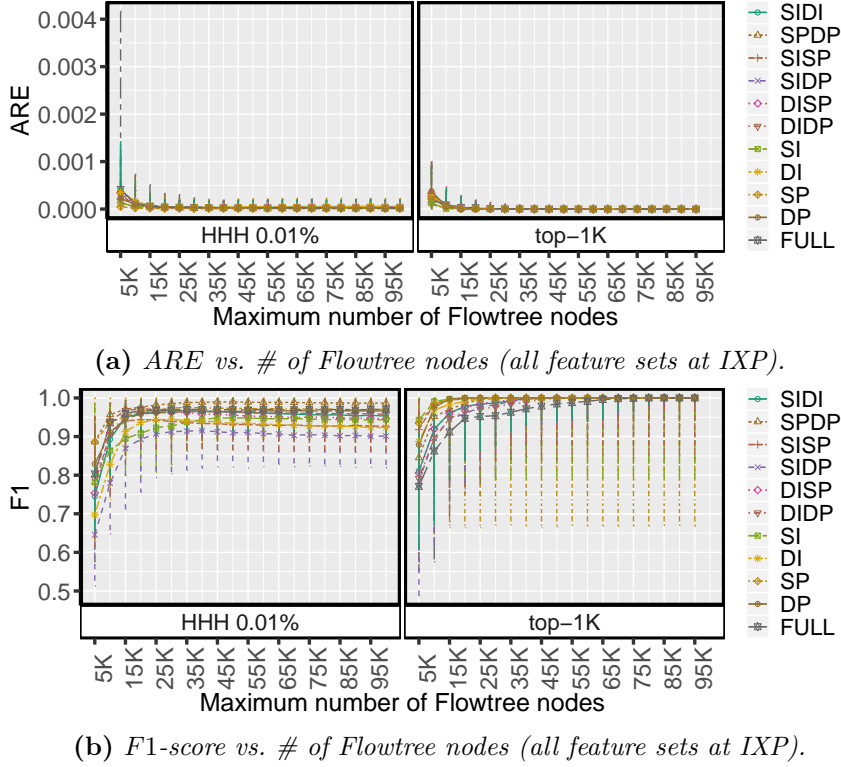 0.004
0.003
0.002
0.001
0.000
ARE
HHH 0.01%
top−1K
5K
15K
25K
35K
45K
55K
65K
75K
85K
95K
5K
15K
25K
35K
45K
55K
65K
75K
85K
95K
Maximum number of Flowtree nodes
SIDI
SPDP
SISP
SIDP
DISP
DIDP
SI
DI
SP
DP
FULL
(a) ARE vs. # of Flowtree nodes (all feature sets at IXP).
1.0
0.9
0.8
0.7
0.6
0.5
F1
HHH 0.01%
top−1K
5K
15K
25K
35K
45K
55K
65K
75K
85K
95K
5K
15K
25K
35K
45K
55K
65K
75K
85K
95K
Maximum number of Flowtree nodes
SIDI
SPDP
SISP
SIDP
DISP
DIDP
SI
DI
SP
DP
FULL
(b) F1-score vs. # of Flowtree nodes (all feature sets at IXP).